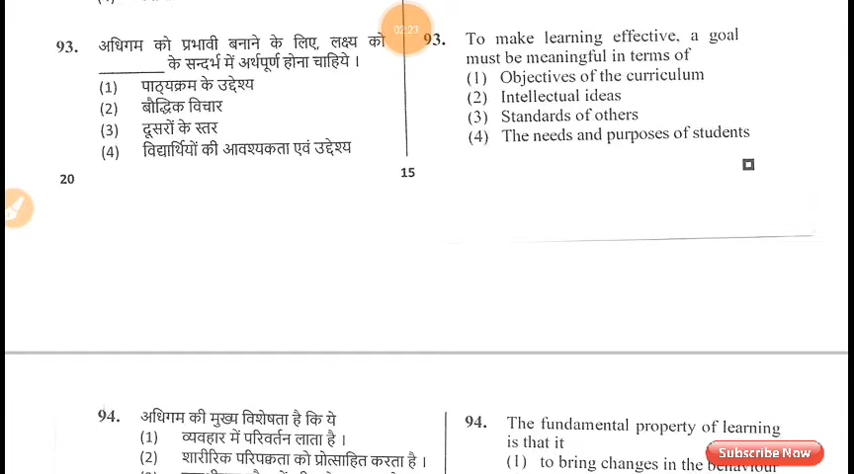 02:23
93. अधिगम को प्रभावी बनाने के लिए, लक्ष्य को
________ के सन्दर्भ में अर्थपूर्ण होना चाहिये ।
(1) पाठ्यक्रम के उद्देश्य
(2) बौद्धिक विचार
(3) दूसरों के स्तर
(4) विद्यार्थियों की आवश्यकता एवं उद्देश्य
20
93. To make learning effective, a goal
must be meaningful in terms of
(1) Objectives of the curriculum
(2) Intellectual ideas
(3) Standards of others
(4) The needs and purposes of students
15
94. अधिगम की मुख्य विशेषता है कि ये
(1) व्यवहार में परिवर्तन लाता है ।
(2) शारीरिक परिपक्वता को प्रोत्साहित करता है ।
94. The fundamental property of learning
is that it
(1) to bring changes in the behaviour
Subscribe Now